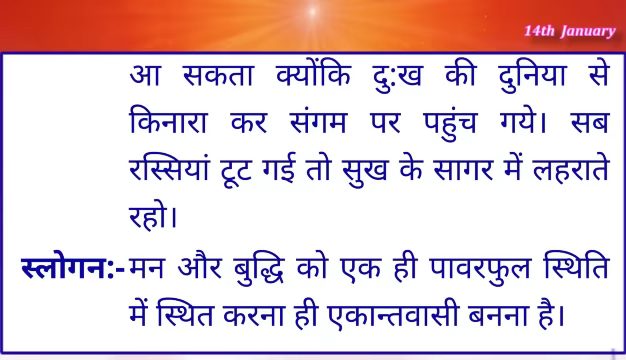 14th January
आ सकता क्योंकि दु:ख की दुनिया से
किनारा कर संगम पर पहुंच गये। सब
रस्सियां टूट गई तो सुख के सागर में लहराते
रहो।
स्लोगन:-मन और बुद्धि को एक ही पावरफुल स्थिति
में स्थित करना ही एकान्तवासी बनना है।